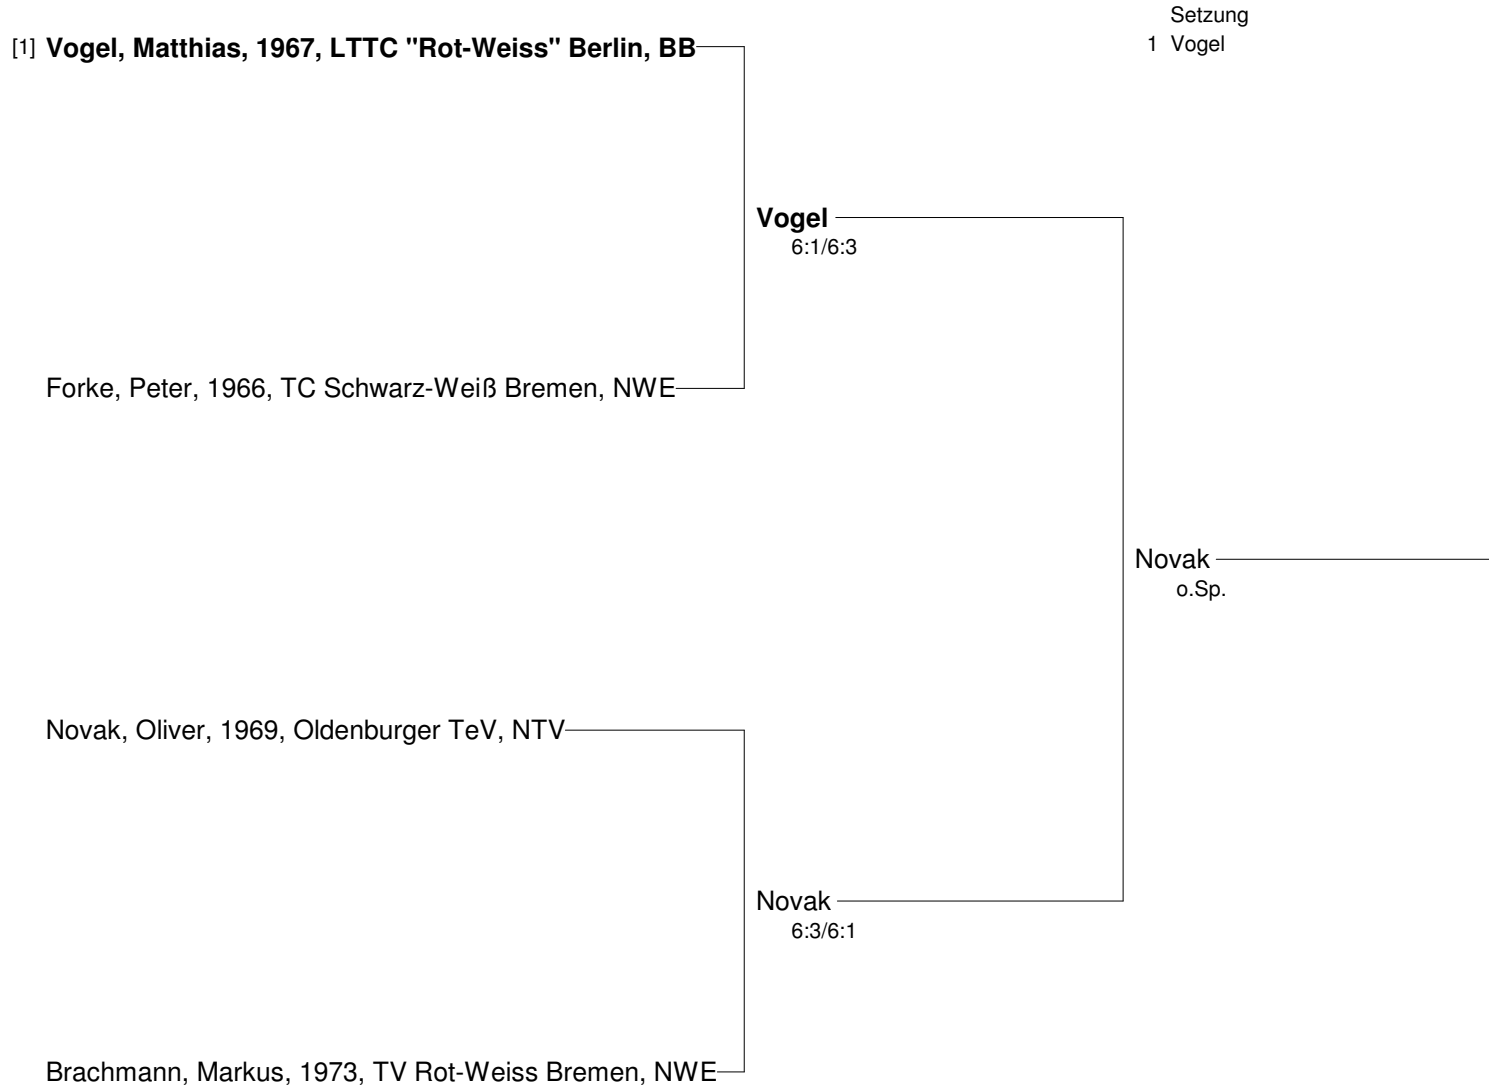 Setzung
1 Vogel
[1] Vogel, Matthias, 1967, LTTC "Rot-Weiss" Berlin, BB
Vogel
6:1/6:3
Forke, Peter, 1966, TC Schwarz-Weiß Bremen, NWE
Novak
o.Sp.
Novak, Oliver, 1969, Oldenburger TeV, NTV
Novak
6:3/6:1
Brachmann, Markus, 1973, TV Rot-Weiss Bremen, NWE